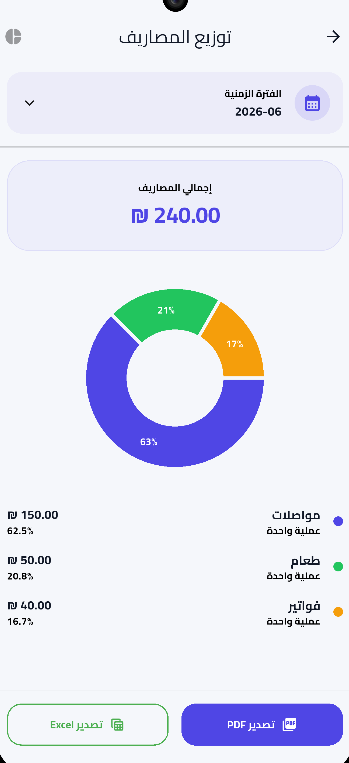 توزيع المصاريف
الفترة الزمنية
2026-06
إجمالي المصاريف
₪ 240.00
21%
17%
63%
مواصلات
₪ 150.00
عملية واحدة
62.5%
طعام
₪ 50.00
عملية واحدة
20.8%
فواتير
₪ 40.00
عملية واحدة
16.7%
تصدير PDF
تصدير Excel